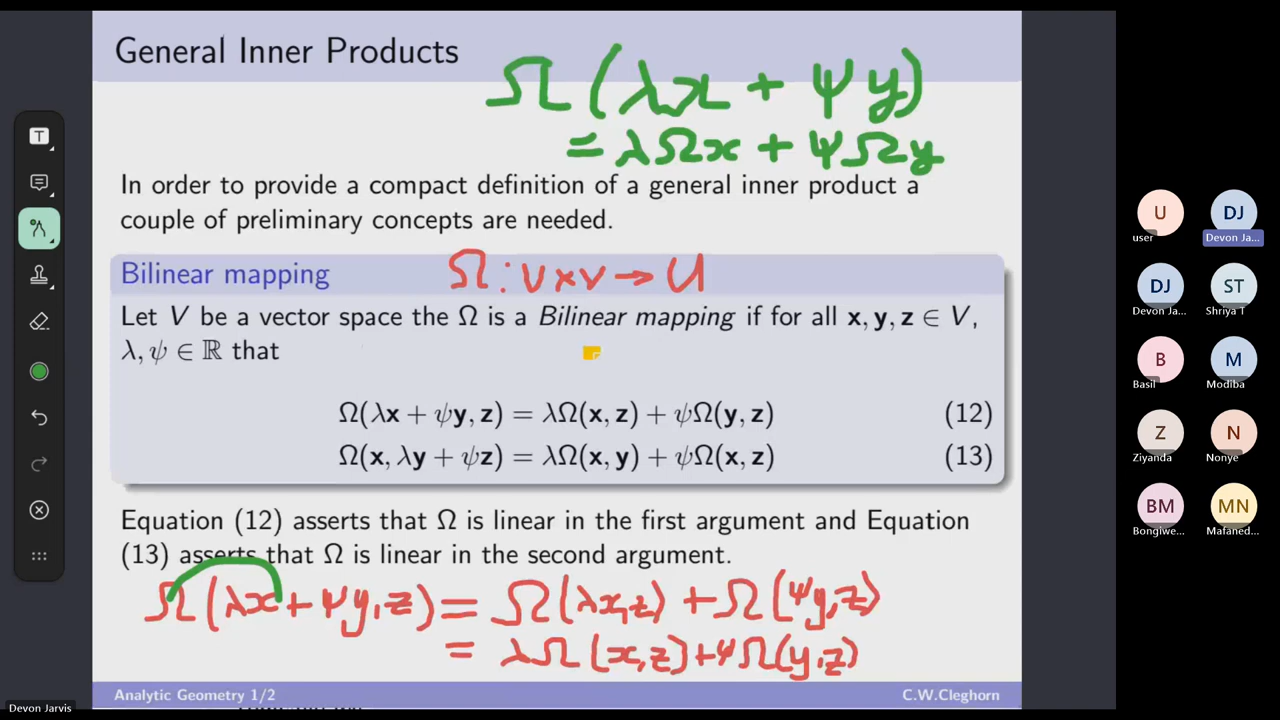 General Inner Products
Ω(λx + ψy)
= λΩx + ψΩy
In order to provide a compact definition of a general inner product a
couple of preliminary concepts are needed.
Bilinear mapping
Ω : V × V → U
Let V be a vector space the Ω is a Bilinear mapping if for all x, y, z ∈ V,
λ, ψ ∈ ℝ that
Ω(λx + ψy, z) = λΩ(x, z) + ψΩ(y, z) (12)
Ω(x, λy + ψz) = λΩ(x, y) + ψΩ(x, z) (13)
Equation (12) asserts that Ω is linear in the first argument and Equation
(13) asserts that Ω is linear in the second argument.
Ω(λx + ψy, z) = Ω(λx, z) + Ω(ψy, z)
= λΩ(x, z) + ψΩ(y, z)
Analytic Geometry 1/2
C.W.Cleghorn
Devon Jarvis
T
U
user
DJ
Devon Ja...
DJ
Devon Ja...
ST
Shriya T
B
Basil
M
Modiba
Z
Ziyanda
N
Nonye
BM
Bongiwe...
MN
Mafaned...